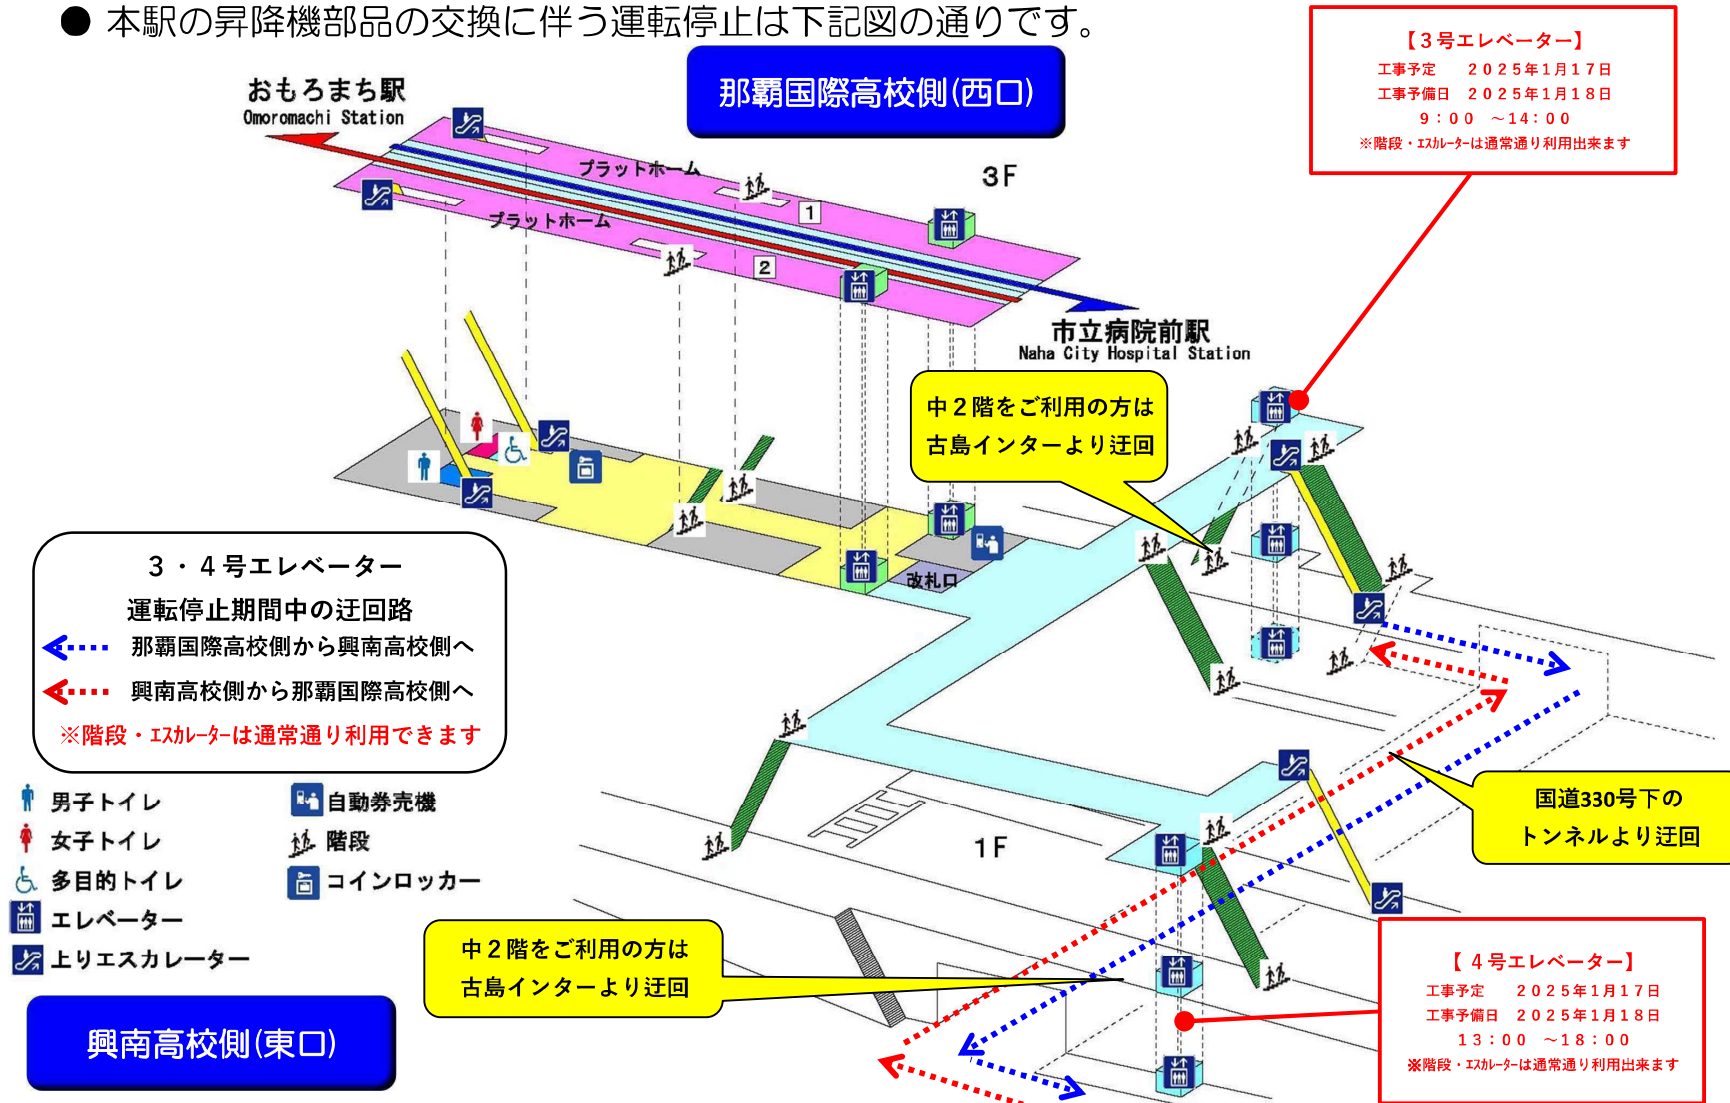 ● 本駅の昇降機部品の交換に伴う運転停止は下記図の通りです。
那覇国際高校側(西口)
【３号エレベーター】
工事予定　２０２５年１月１７日
工事予備日　２０２５年１月１８日
９：００　～１４：００
※階段・ｴｽｶﾚｰﾀｰは通常通り利用出来ます
おもろまち駅
Omoromachi Station
プラットホーム
3F
1
プラットホーム
2
市立病院前駅
Naha City Hospital Station
中２階をご利用の方は
古島インターより迂回
改札口
３・４号エレベーター
運転停止期間中の迂回路
那覇国際高校側から興南高校側へ
興南高校側から那覇国際高校側へ
※階段・ｴｽｶﾚｰﾀｰは通常通り利用できます
国道330号下の
トンネルより迂回
1F
男子トイレ
自動券売機
女子トイレ
階段
多目的トイレ
コインロッカー
エレベーター
上りエスカレーター
中２階をご利用の方は
古島インターより迂回
【４号エレベーター】
工事予定　２０２５年１月１７日
工事予備日　２０２５年１月１８日
１３：００　～１８：００
※階段・ｴｽｶﾚｰﾀｰは通常通り利用出来ます
興南高校側(東口)